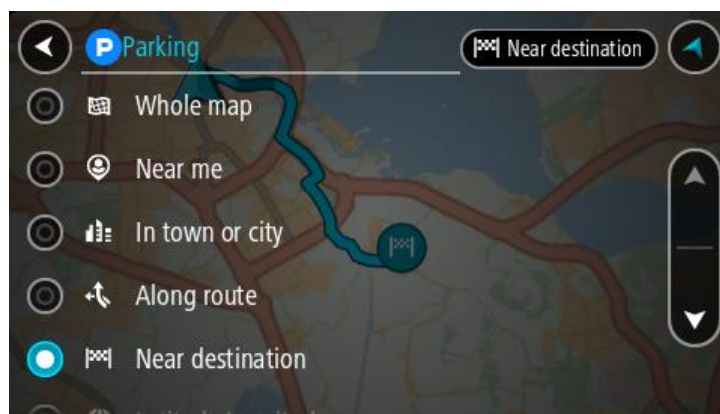 P Parking
Near destination
Whole map
Near me
In town or city
Along route
Near destination